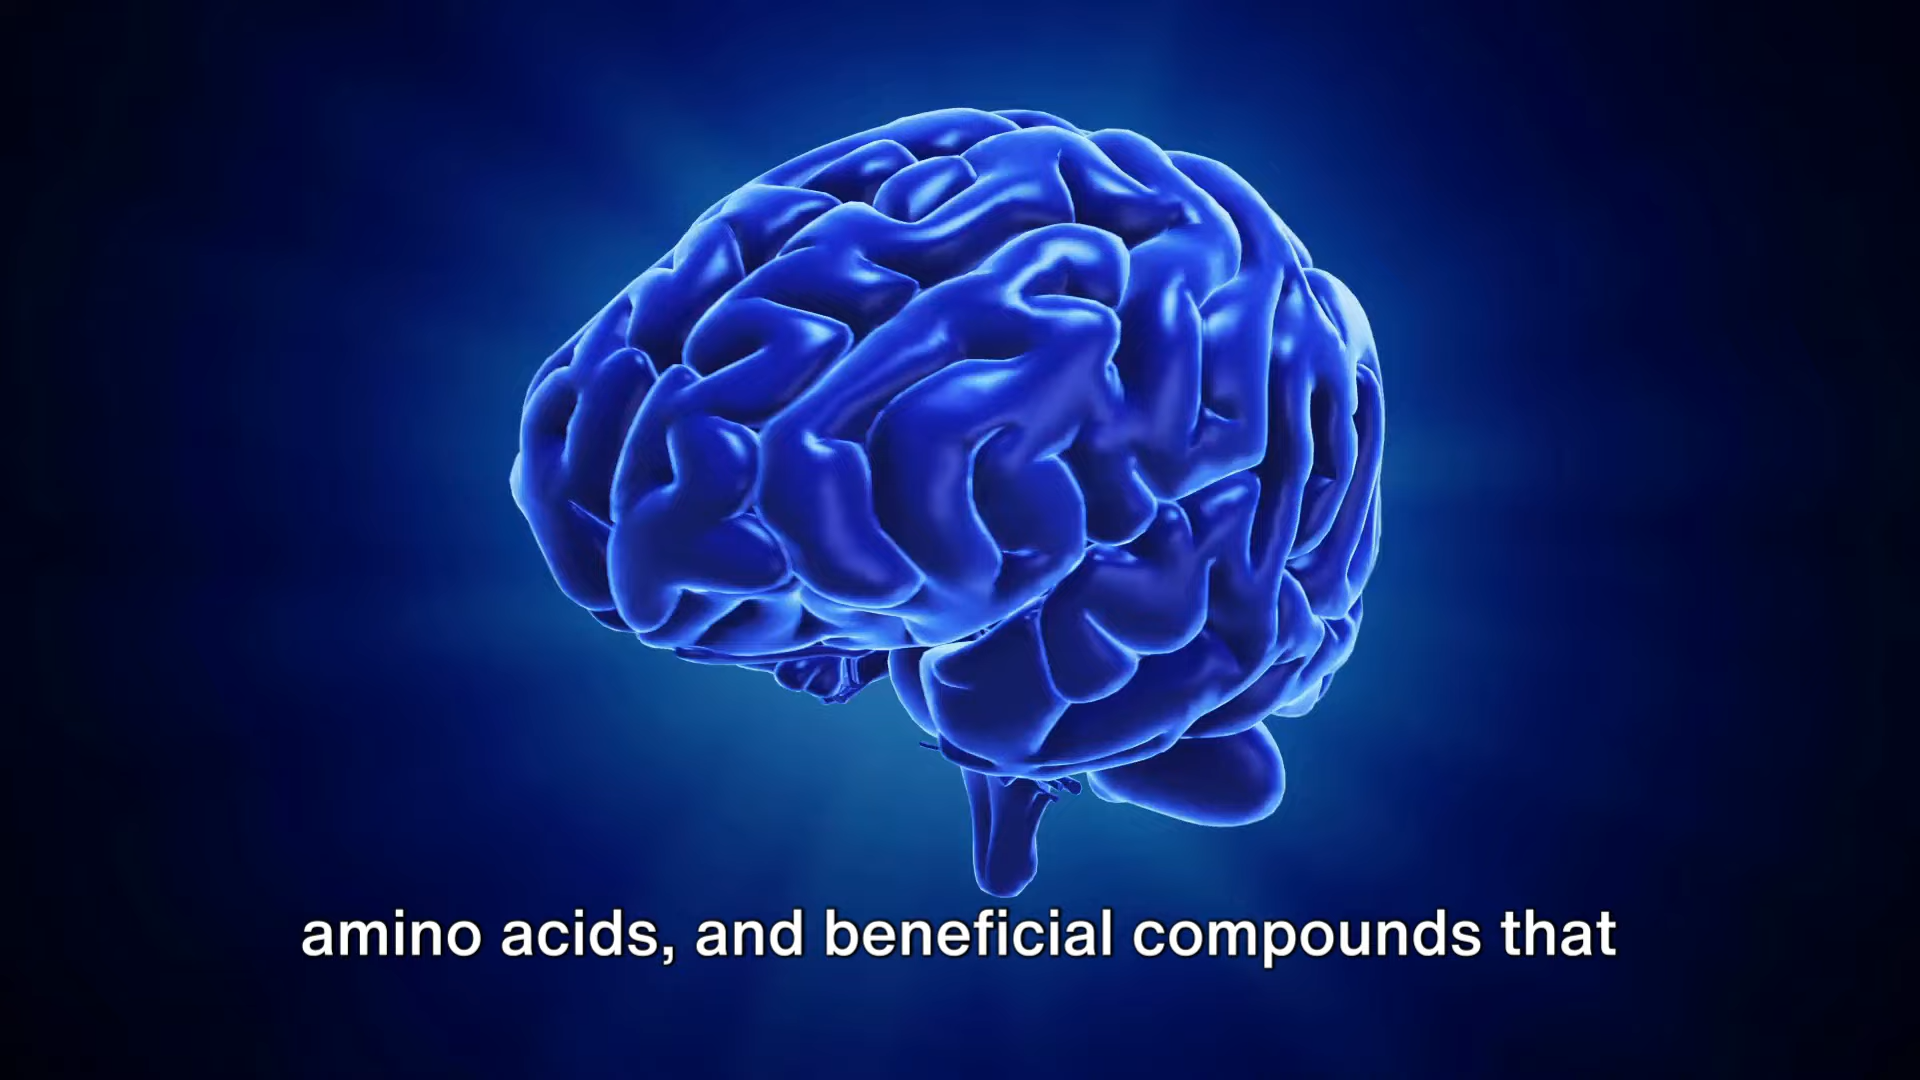 amino acids, and beneficial compounds that